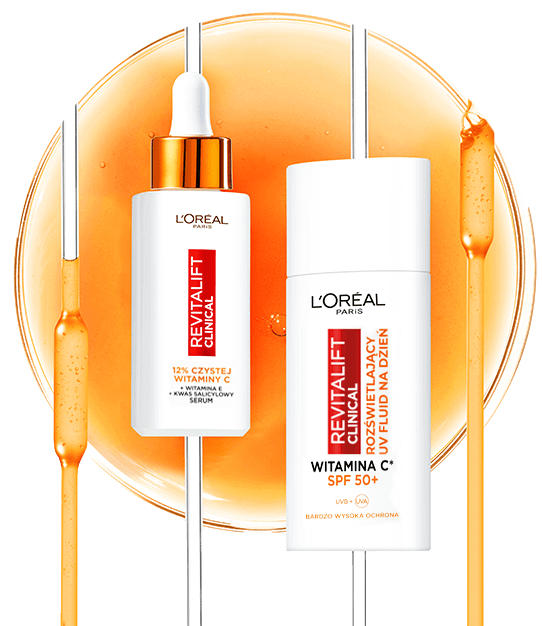 L'ORÉAL
PARIS
REVITALIFT
CLINICAL
12% CZYSTEJ
WITAMINY C
+ WITAMINA E
+ KWAS SALICYLOWY
SERUM
L'ORÉAL
PARIS
REVITALIFT
CLINICAL
ROZŚWIETLAJĄCY
UV FLUID NA DZIEŃ
WITAMINA C*
SPF 50+
UVB + UVA
BARDZO WYSOKA OCHRONA